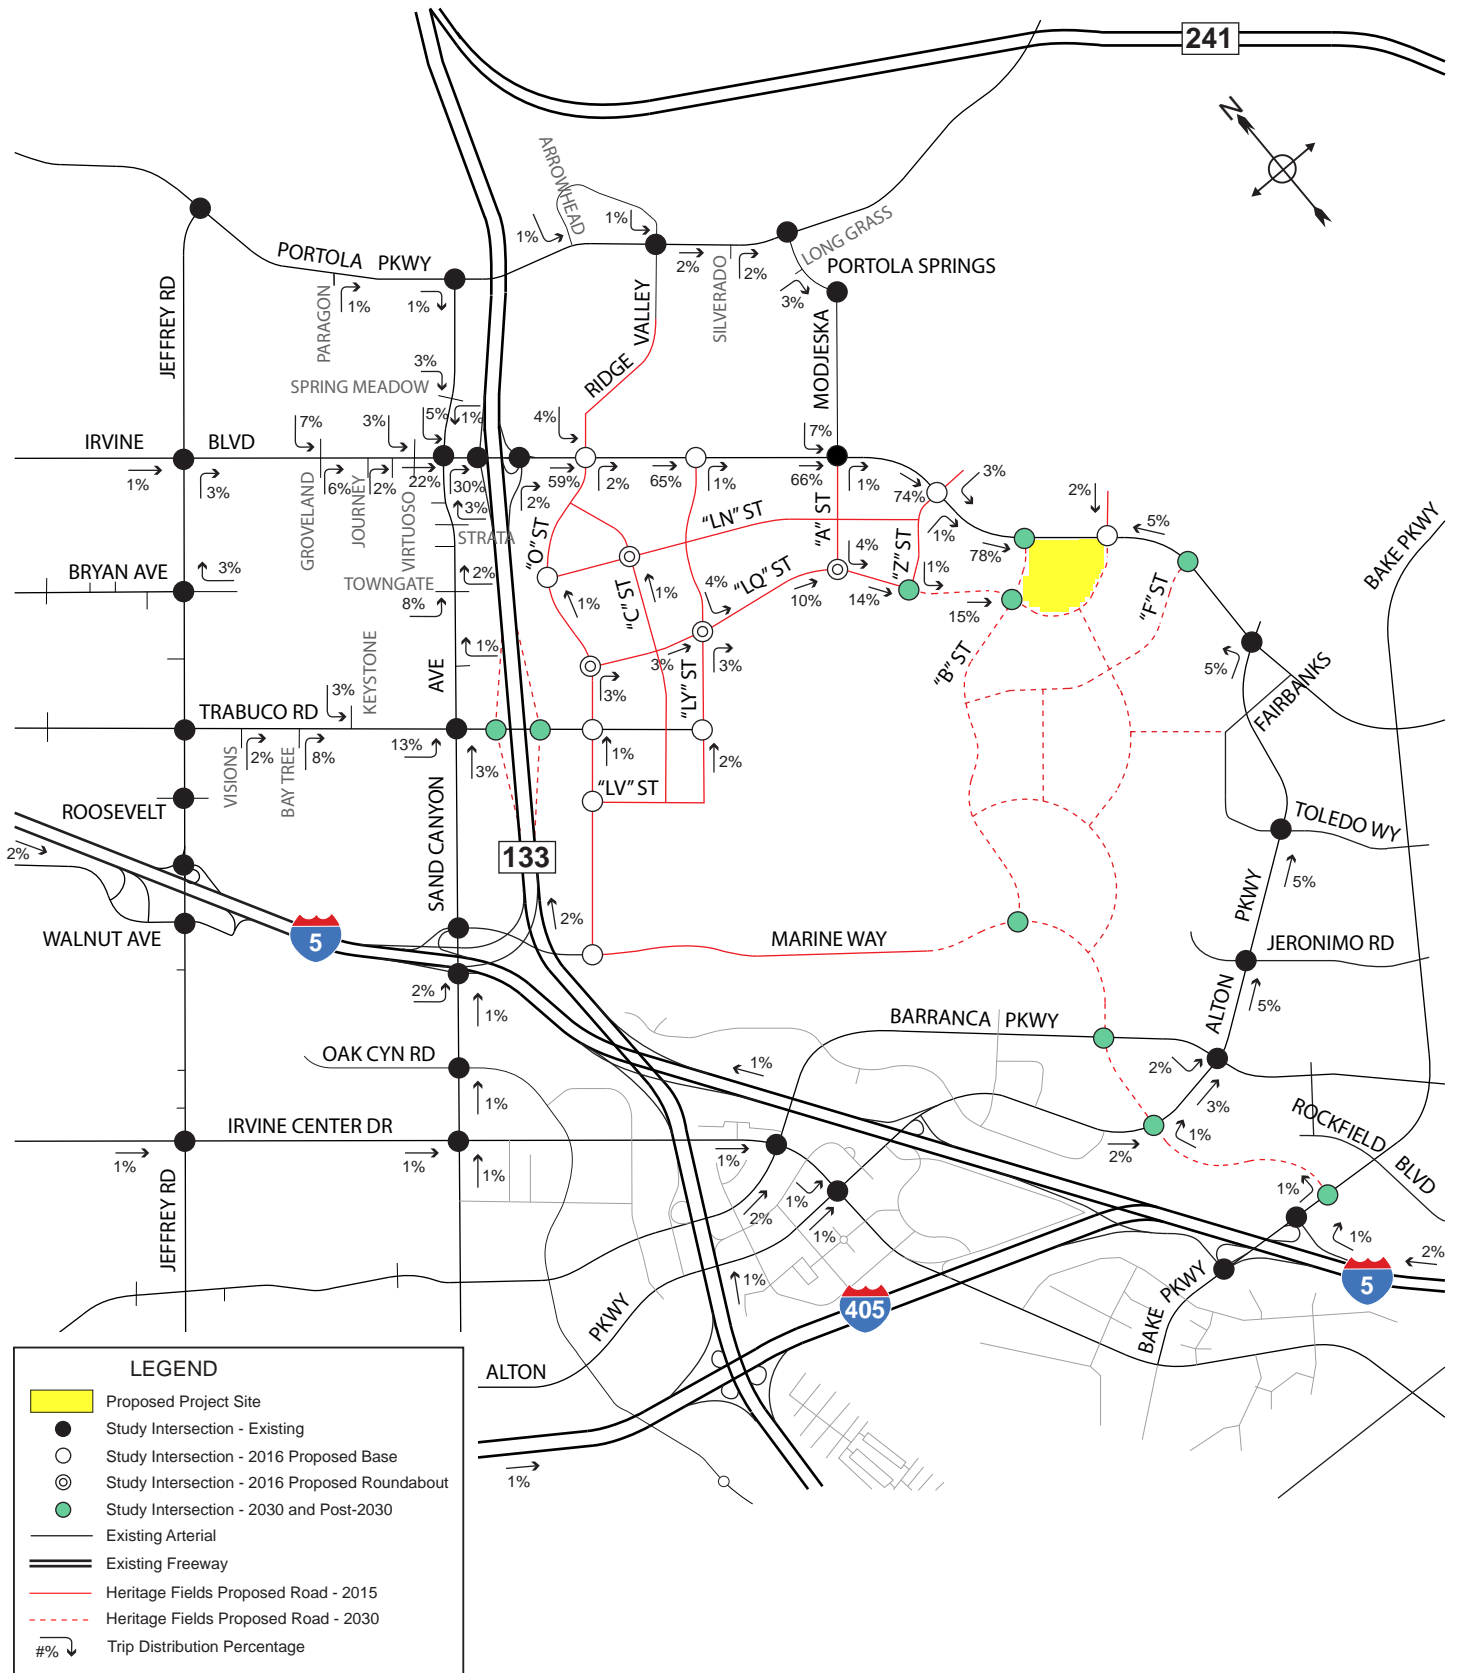 241
N
ARROWHEAD
1%
1%
2%
SILVERADO
2%
LONG GRASS
3%
PORTOLA SPRINGS
PORTOLA PKWY
PARAGON
1%
1%
JEFFREY RD
RIDGE VALLEY
MODJESKA
3%
SPRING MEADOW
7%
3%
5%
1%
4%
7%
IRVINE BLVD
1%
3%
GROVELAND
6%
JOURNEY
2%
VIRTUOSO
22%
30%
3%
2%
59%
2%
65%
1%
66%
1%
74%
3%
1%
78%
2%
5%
STRATA
"O" ST
"LN" ST
"A" ST
"Z" ST
BRYAN AVE
3%
TOWNGATE
2%
8%
1%
"C" ST
1%
4%
"LQ" ST
10%
4%
14%
1%
15%
"B" ST
"F" ST
BAKE PKWY
KEYSTONE
3%
AVE
1%
3%
3%
3%
"LY" ST
5%
FAIRBANKS
TRABUCO RD
VISIONS
2%
BAY TREE
8%
13%
3%
1%
2%
"LV" ST
ROOSEVELT
2%
SAND CANYON
133
TOLEDO WY
5%
PKWY
WALNUT AVE
5
2%
MARINE WAY
JERONIMO RD
2%
1%
5%
ALTON
BARRANCA PKWY
OAK CYN RD
1%
1%
2%
3%
ROCKFIELD BLVD
IRVINE CENTER DR
1%
1%
1%
1%
2%
1%
JEFFREY RD
1%
2%
1%
1%
1%
2%
1%
PKWY
405
BAKE PKWY
5
ALTON
1%
LEGEND
Proposed Project Site
Study Intersection - Existing
Study Intersection - 2016 Proposed Base
Study Intersection - 2016 Proposed Roundabout
Study Intersection - 2030 and Post-2030
Existing Arterial
Existing Freeway
Heritage Fields Proposed Road - 2015
Heritage Fields Proposed Road - 2030
#% Trip Distribution Percentage